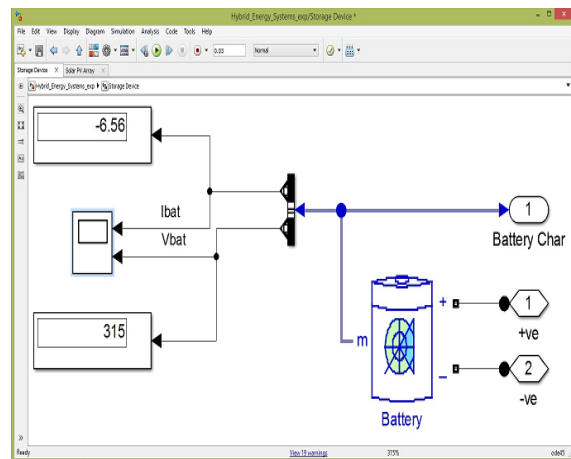 Hybrid_Energy_Systems_exp/Storage Device *
File Edit View Display Diagram Simulation Analysis Code Tools Help
0.03 Normal
Storage Device Solar PV Array
Hybrid_Energy_Systems_exp Storage Device
-6.56
Ibat
Vbat
315
1
Battery Char
m
+
1
+ve
_
2
-ve
Battery
Ready View 19 warnings 315% ode45